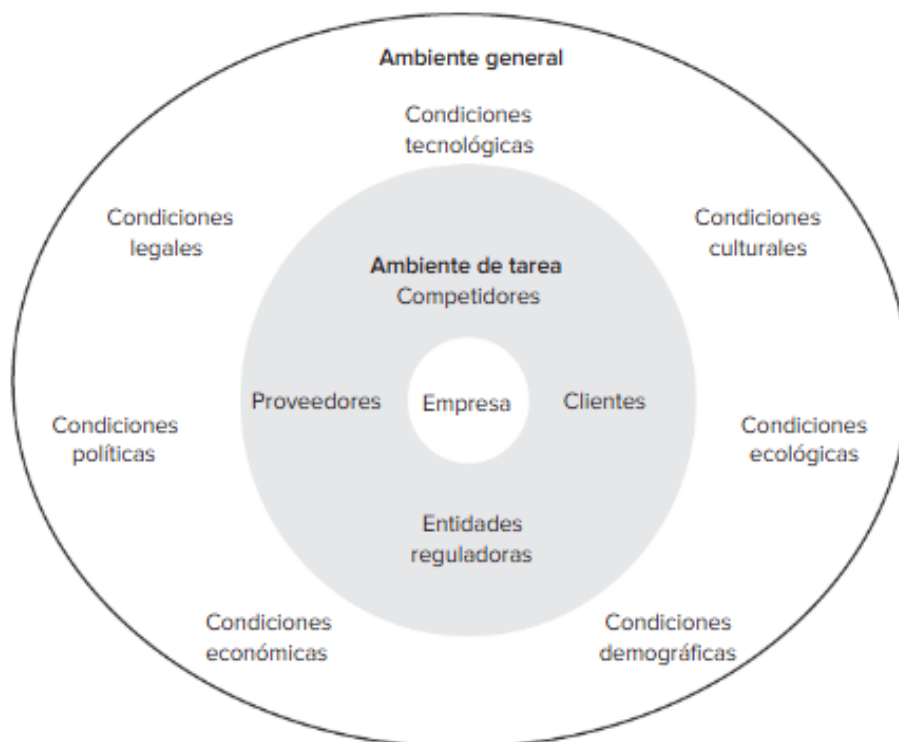 Ambiente general
Condiciones
tecnológicas
Condiciones
legales
Condiciones
culturales
Ambiente de tarea
Competidores
Proveedores
Empresa
Clientes
Condiciones
políticas
Condiciones
ecológicas
Entidades
reguladoras
Condiciones
económicas
Condiciones
demográficas